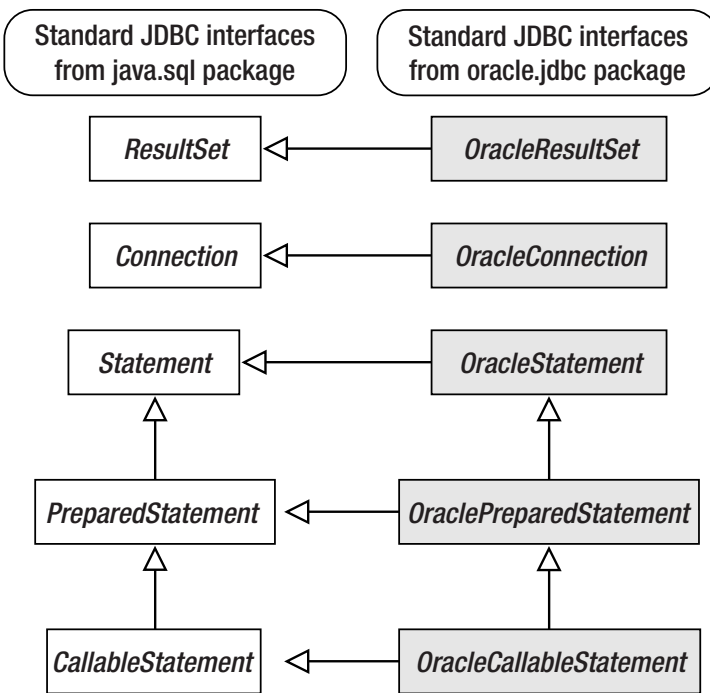 Standard JDBC interfaces
from java.sql package
Standard JDBC interfaces
from oracle.jdbc package
ResultSet
OracleResultSet
Connection
OracleConnection
Statement
OracleStatement
PreparedStatement
OraclePreparedStatement
CallableStatement
OracleCallableStatement